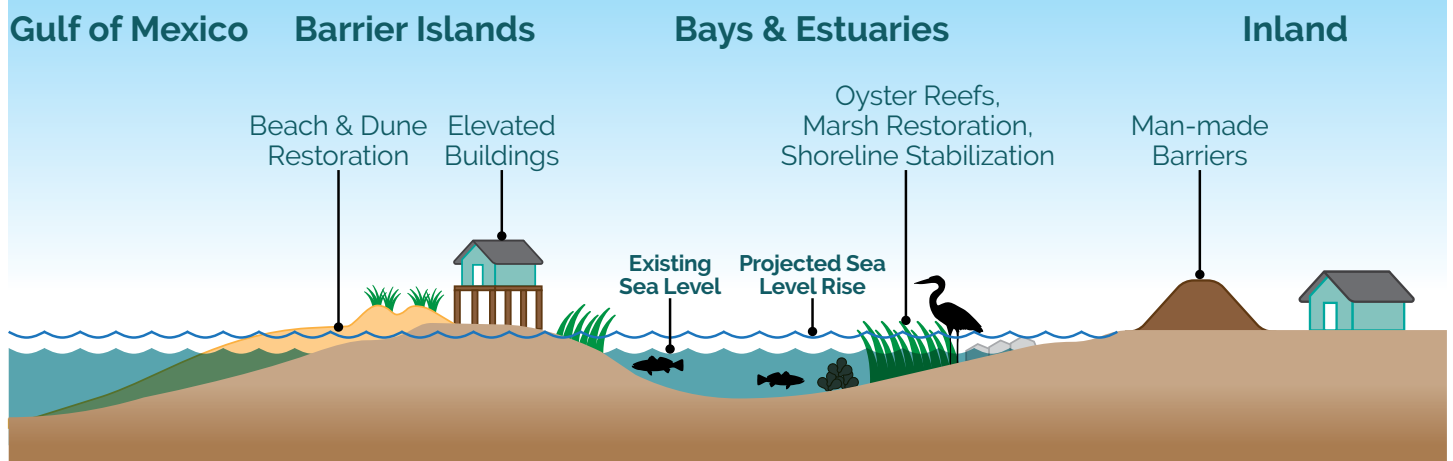 Gulf of Mexico
Barrier Islands
Bays & Estuaries
Inland
Beach & Dune
Restoration
Elevated
Buildings
Oyster Reefs,
Marsh Restoration,
Shoreline Stabilization
Man-made
Barriers
Existing
Sea Level
Projected Sea
Level Rise